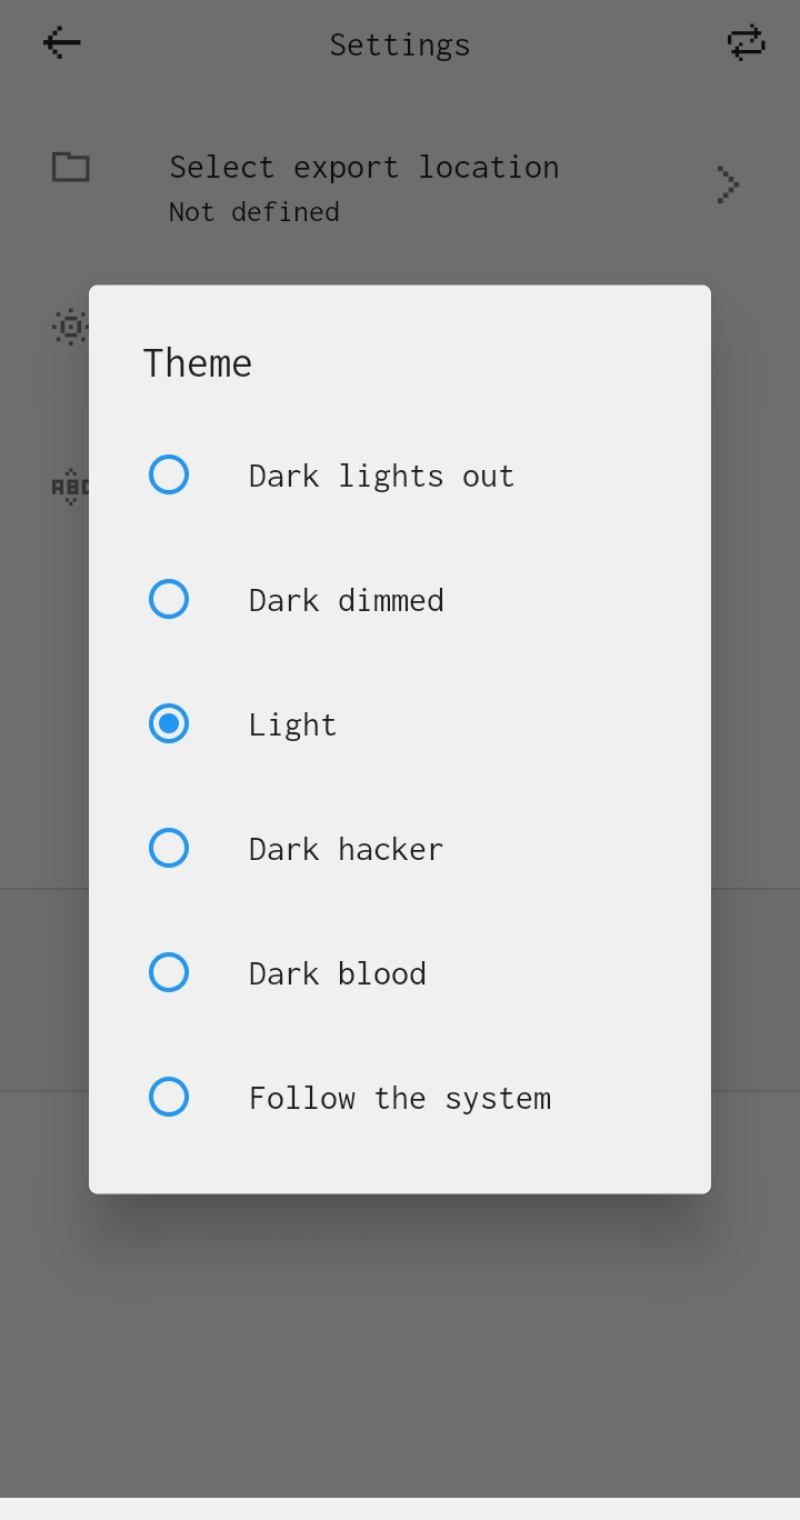 Settings
Select export location
Not defined
Theme
Dark lights out
Dark dimmed
Light
Dark hacker
Dark blood
Follow the system